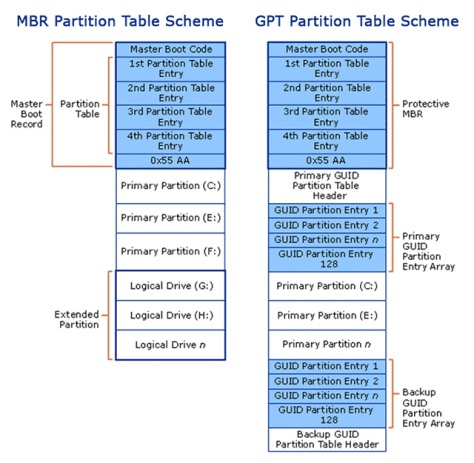 MBR Partition Table Scheme
Master Boot Code
1st Partition Table
Entry
2nd Partition Table
Entry
3rd Partition Table
Entry
4th Partition Table
Entry
0x55 AA
Master
Boot
Record
Partition
Table
Primary Partition (C:)
Primary Partition (E:)
Primary Partition (F:)
Logical Drive (G:)
Logical Drive (H:)
Logical Drive n
Extended
Partition
GPT Partition Table Scheme
Master Boot Code
1st Partition Table
Entry
2nd Partition Table
Entry
3rd Partition Table
Entry
4th Partition Table
Entry
0x55 AA
Protective
MBR
Primary GUID
Partition Table
Header
GUID Partition Entry 1
GUID Partition Entry 2
GUID Partition Entry n
GUID Partition Entry
128
Primary
GUID
Partition
Entry Array
Primary Partition (C:)
Primary Partition (E:)
Primary Partition n
GUID Partition Entry 1
GUID Partition Entry 2
GUID Partition Entry n
GUID Partition Entry
128
Backup
GUID
Partition
Entry Array
Backup GUID
Partition Table Header